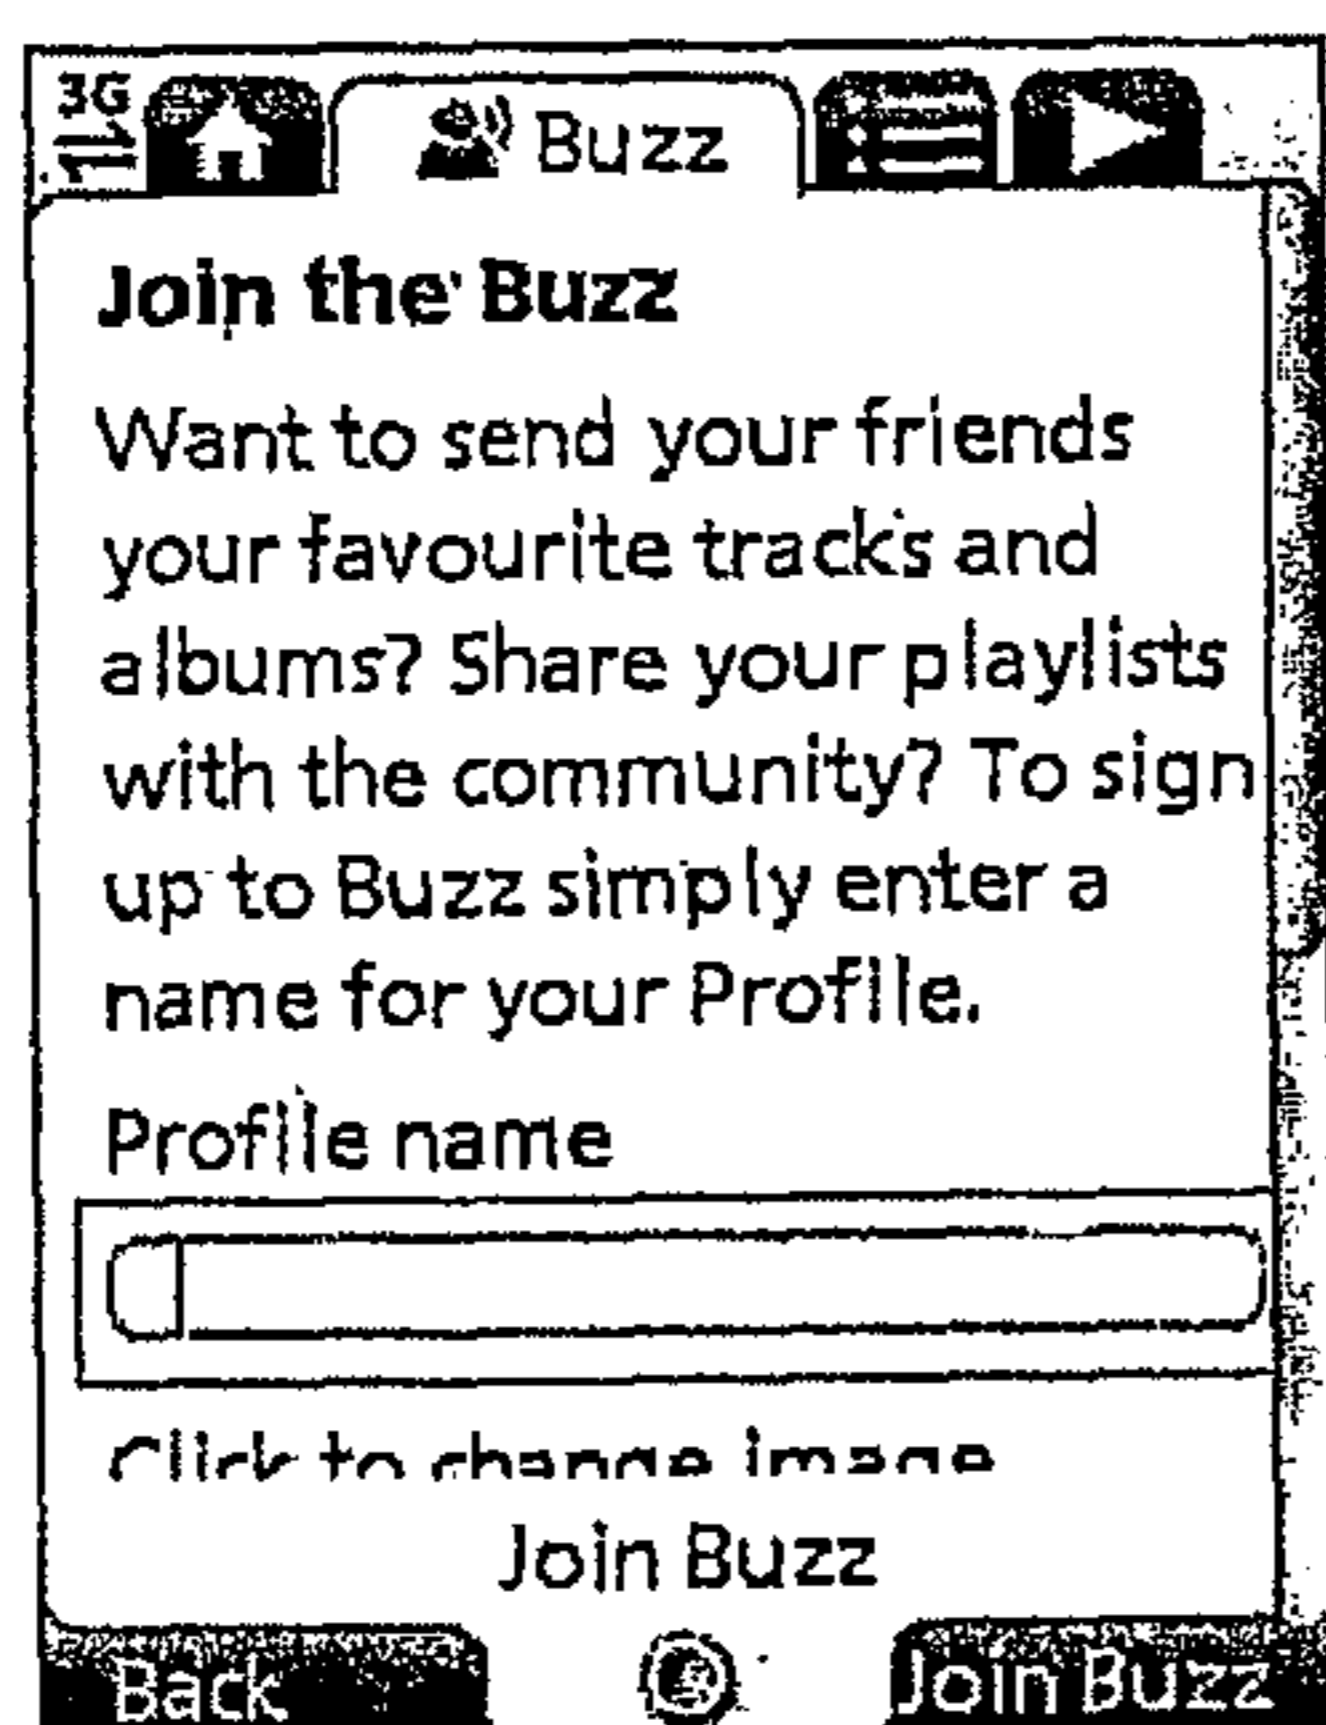 3G
Buzz
Join the Buzz
Want to send your friends
your favourite tracks and
albums? Share your playlists
with the community? To sign
up to Buzz simply enter a
name for your Profile.
Profile name
Click to change image
Join Buzz
Back
Join Buzz